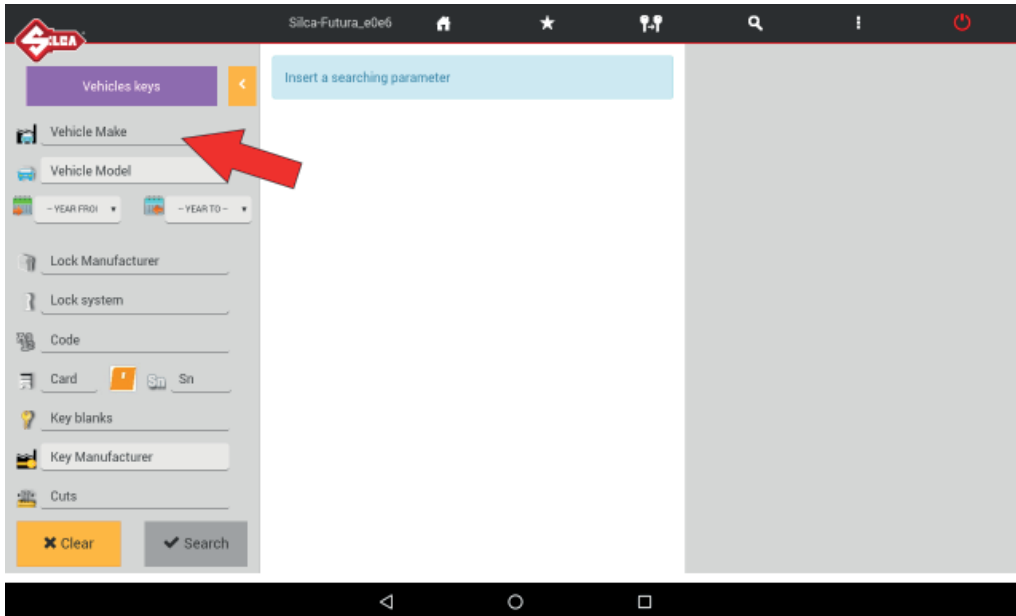 SILCA
Silca-Futura_e0e6
Vehicles keys
Insert a searching parameter
Vehicle Make
Vehicle Model
- YEAR FROI
- YEAR TO -
Lock Manufacturer
Lock system
Code
Card
Sn
Sn
Key blanks
Key Manufacturer
Cuts
Clear
Search